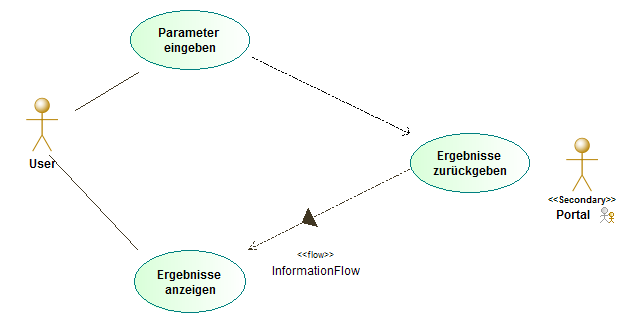 Parameter
eingeben
User
Ergebnisse
zurückgeben
<<Secondary>>
Portal
<<flow>>
InformationFlow
Ergebnisse
anzeigen